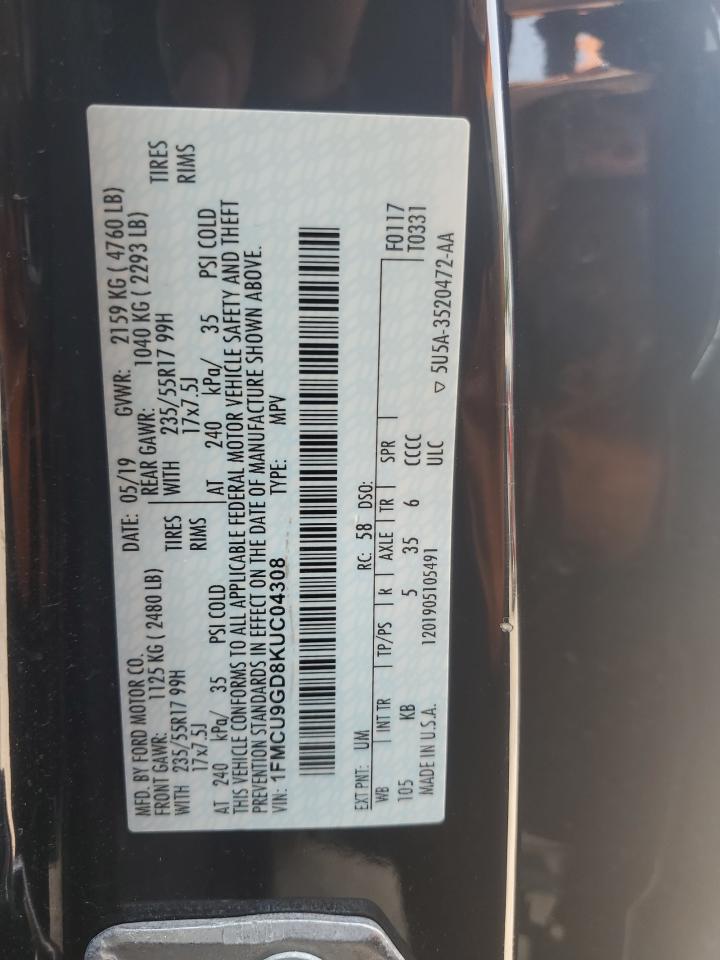 MFD. BY FORD MOTOR CO.
DATE: 05/19 GVWR: 2159 KG ( 4760 LB)
FRONT GAWR: 1125 KG ( 2480 LB) REAR GAWR: 1040 KG ( 2293 LB)
WITH 235/55R17 99H TIRES WITH 235/55R17 99H TIRES
17x7.5J RIMS 17x7.5J RIMS
AT 240 kPa/ 35 PSI COLD AT 240 kPa/ 35 PSI COLD
THIS VEHICLE CONFORMS TO ALL APPLICABLE FEDERAL MOTOR VEHICLE SAFETY AND THEFT
PREVENTION STANDARDS IN EFFECT ON THE DATE OF MANUFACTURE SHOWN ABOVE.
VIN: 1FMCU9GD8KUC04308 TYPE: MPV
EXT PNT: UM RC: 58 DSO:
WB INT TR TP/PS R AXLE TR SPR F0117
105 KB 5 35 6 CCCC T0331
MADE IN U.S.A. 1201905105491 ULC ▽ 5U5A-3520472-AA